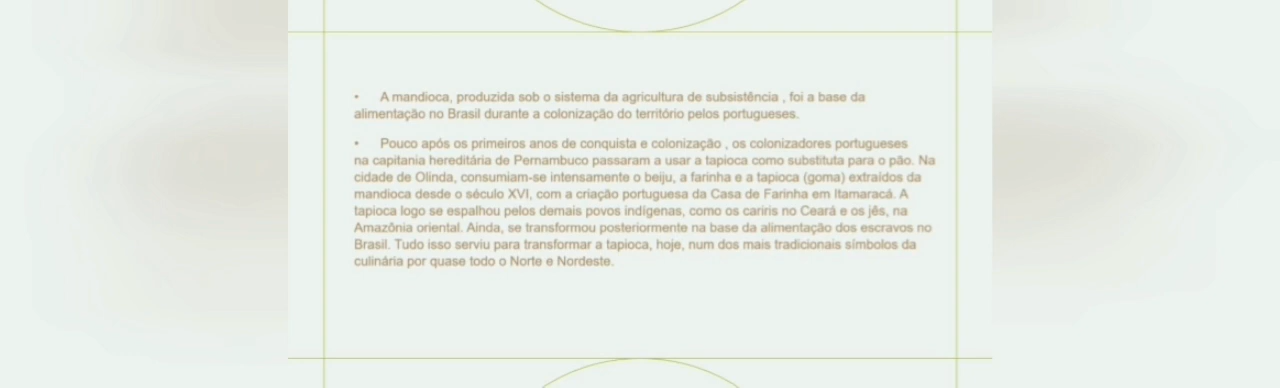 • A mandioca, produzida sob o sistema da agricultura de subsistência , foi a base da
alimentação no Brasil durante a colonização do território pelos portugueses.
• Pouco após os primeiros anos de conquista e colonização , os colonizadores portugueses
na capitania hereditária de Pernambuco passaram a usar a tapioca como substituta para o pão. Na
cidade de Olinda, consumiam-se intensamente o beiju, a farinha e a tapioca (goma) extraídos da
mandioca desde o século XVI, com a criação portuguesa da Casa de Farinha em Itamaracá. A
tapioca logo se espalhou pelos demais povos indígenas, como os cariris no Ceará e os jês, na
Amazônia oriental. Ainda, se transformou posteriormente na base da alimentação dos escravos no
Brasil. Tudo isso serviu para transformar a tapioca, hoje, num dos mais tradicionais símbolos da
culinária por quase todo o Norte e Nordeste.